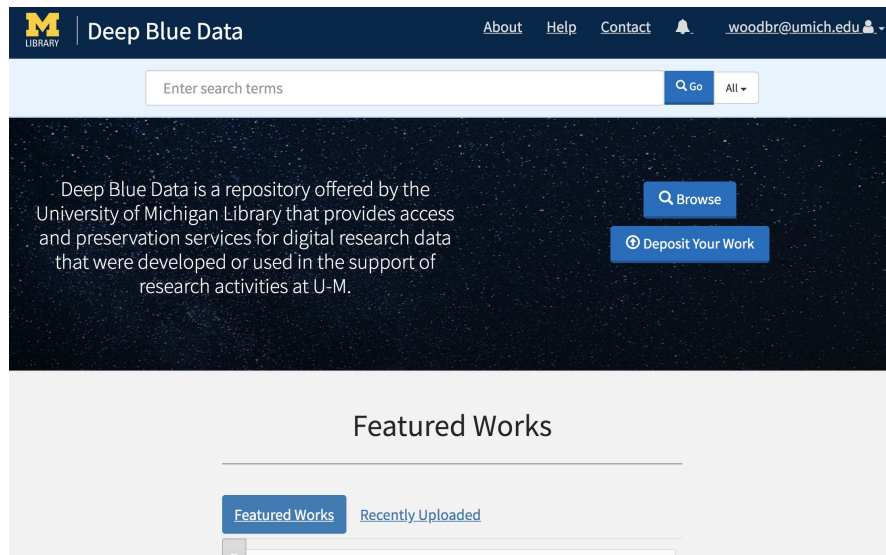 M
LIBRARY
Deep Blue Data
About Help Contact woodbr@umich.edu
Enter search terms
Go
All
Deep Blue Data is a repository offered by the
University of Michigan Library that provides access
and preservation services for digital research data
that were developed or used in the support of
research activities at U-M.
Browse
Deposit Your Work
Featured Works
Featured Works Recently Uploaded